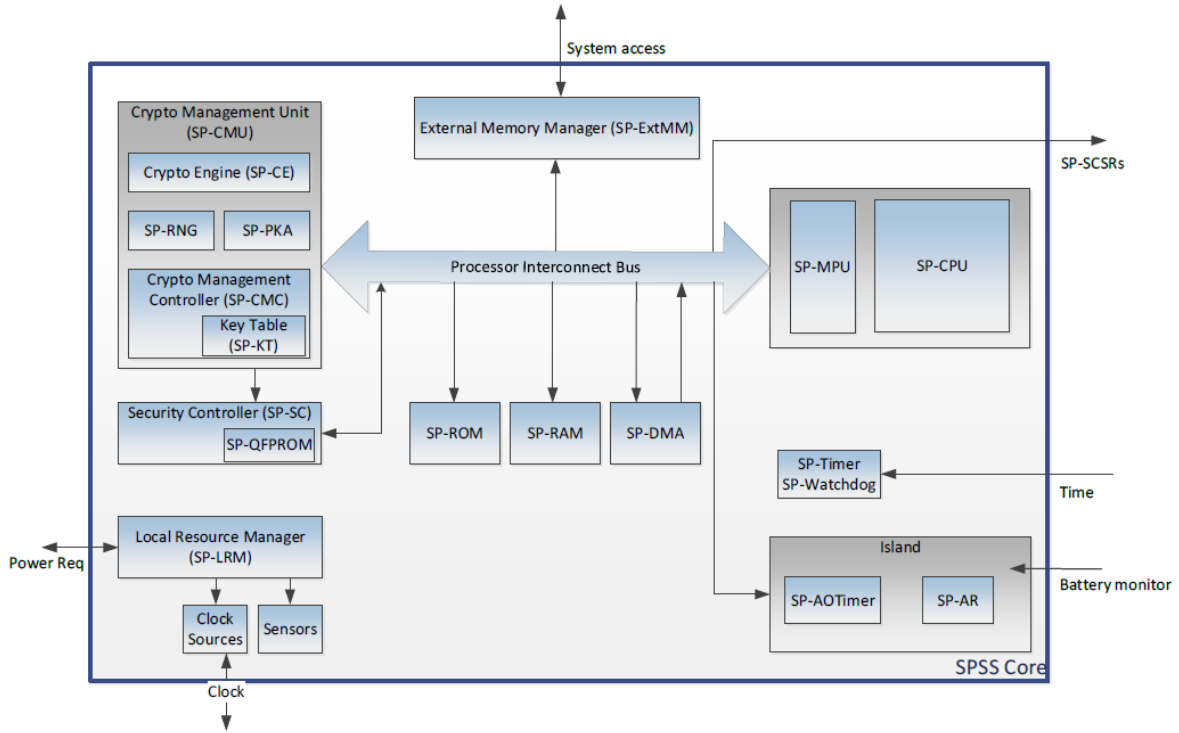 System access
Crypto Management Unit
(SP-CMU)
External Memory Manager (SP-ExtMM)
SP-SCSRs
Crypto Engine (SP-CE)
SP-RNG
SP-PKA
Processor Interconnect Bus
SP-MPU
SP-CPU
Crypto Management
Controller (SP-CMC)
Key Table
(SP-KT)
Security Controller (SP-SC)
SP-QFPROM
SP-ROM
SP-RAM
SP-DMA
SP-Timer
SP-Watchdog
Time
Local Resource Manager
(SP-LRM)
Power Req
Island
Battery monitor
SP-AOTimer
SP-AR
Clock
Sources
Sensors
SPSS Core
Clock